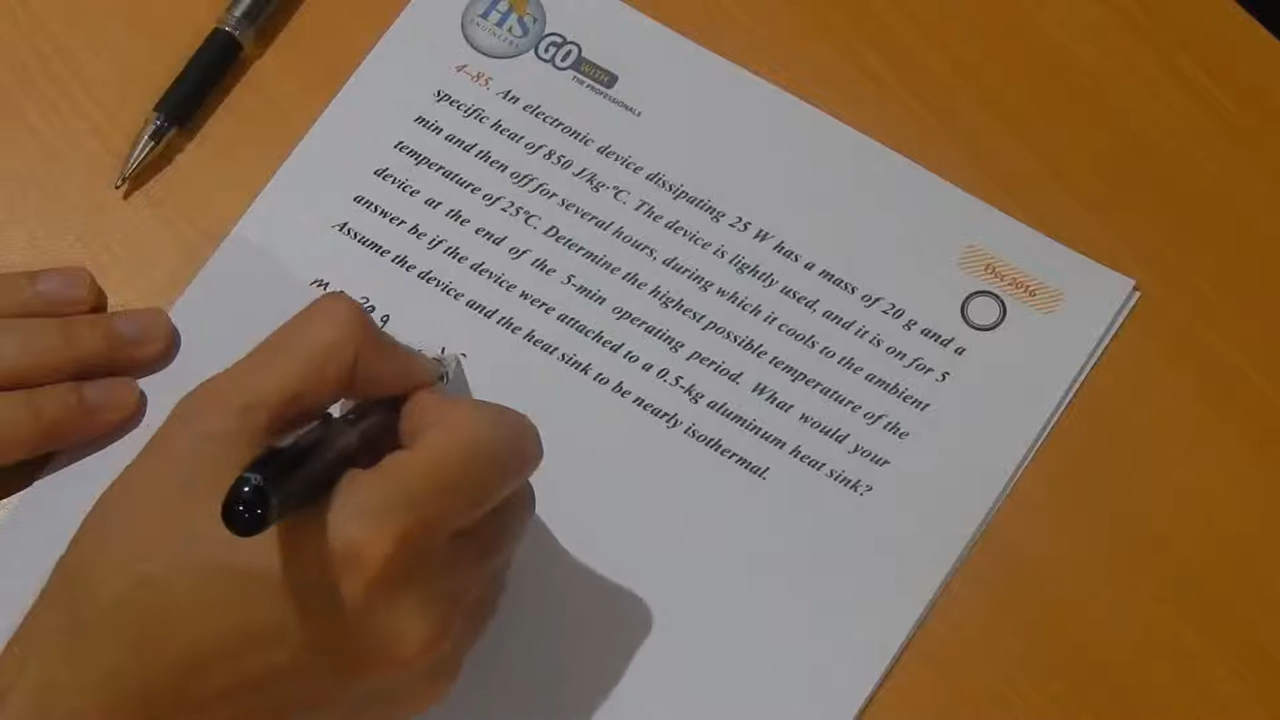 HS
ENGINEERS
GO WITH
THE PROFESSIONALS
4–85. An electronic device dissipating 25 W has a mass of 20 g and a
specific heat of 850 J/kg·°C. The device is lightly used, and it is on for 5
min and then off for several hours, during which it cools to the ambient
temperature of 25°C. Determine the highest possible temperature of the
device at the end of the 5-min operating period. What would your
answer be if the device were attached to a 0.5-kg aluminum heat sink?
Assume the device and the heat sink to be nearly isothermal.
Dec 2016
m = 20 g